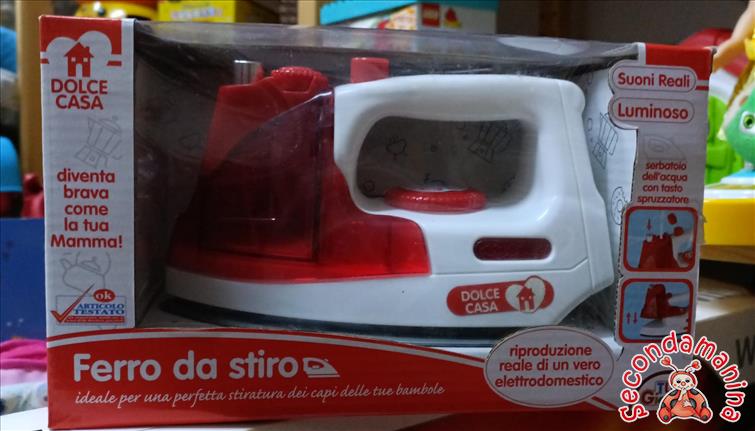 DOLCE
CASA
diventa
brava
come
la tua
Mamma!
ok
ARTICOLO
TESTATO
Suoni Reali
Luminoso
serbatoio
dell'acqua
con tasto
spruzzatore
DOLCE
CASA
Ferro da stiro
ideale per una perfetta stiratura dei capi delle tue bambole
riproduzione
reale di un vero
elettrodomestico
secondamanina